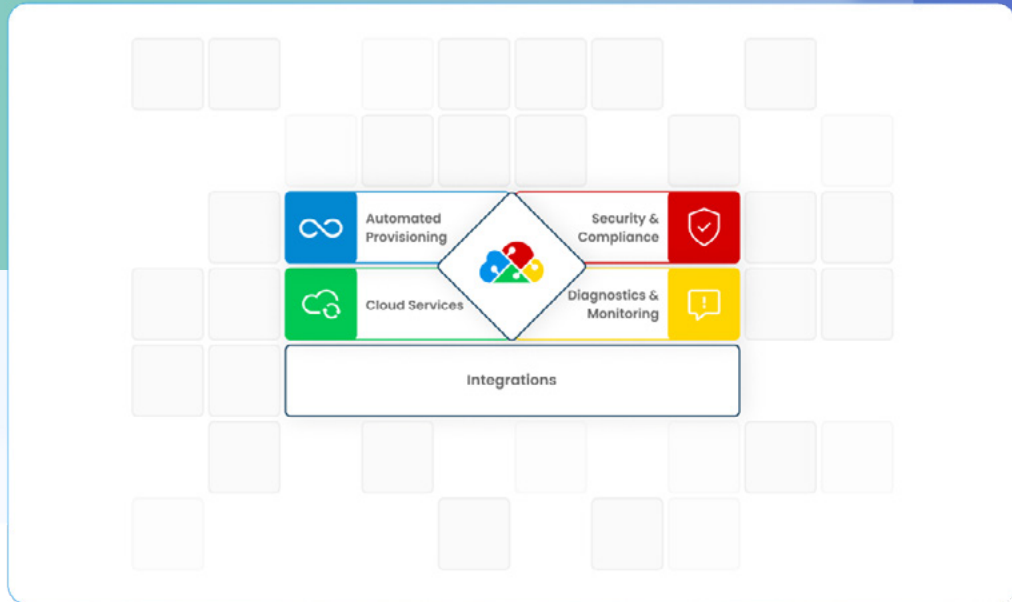 Automated
Provisioning
Security &
Compliance
Cloud Services
Diagnostics &
Monitoring
Integrations